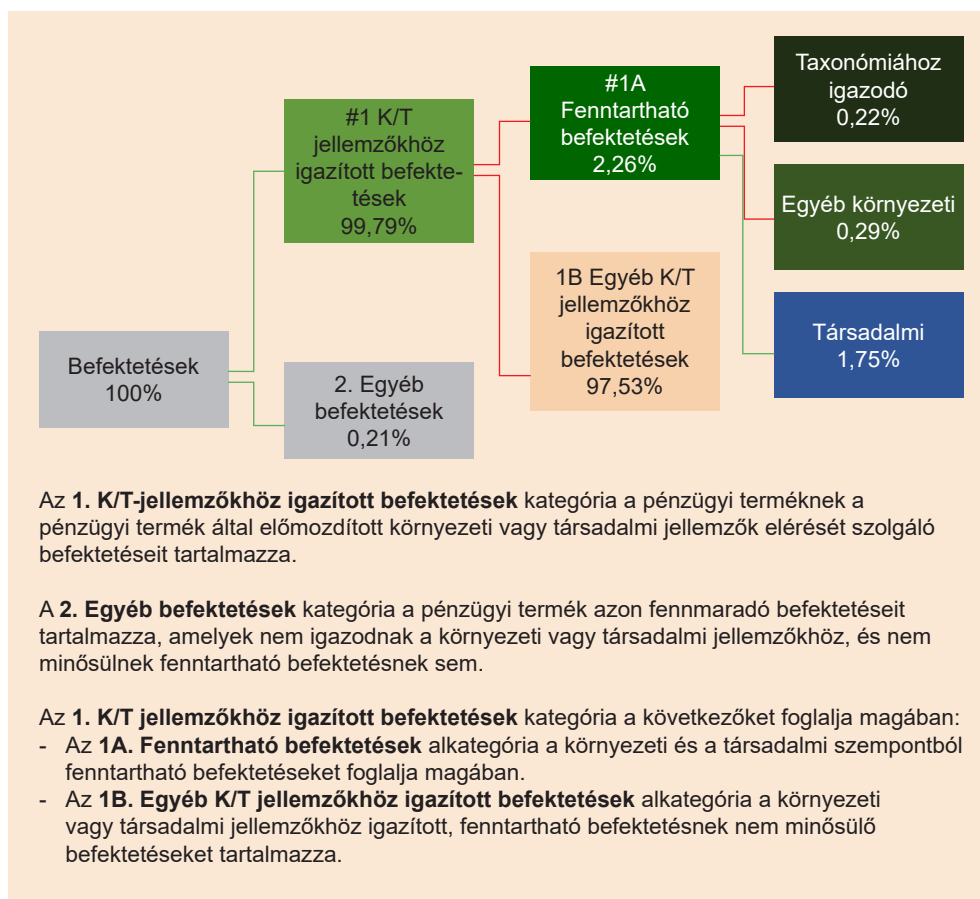 Befektetések
100%
#1 K/T
jellemzőkhöz
igazított befekte-
tések
99,79%
2. Egyéb
befektetések
0,21%
#1A
Fenntartható
befektetések
2,26%
1B Egyéb K/T
jellemzőkhöz
igazított
befektetések
97,53%
Taxonómiához
igazodó
0,22%
Egyéb környezeti
0,29%
Társadalmi
1,75%
Az 1. K/T-jellemzőkhöz igazított befektetések kategória a pénzügyi terméknek a
pénzügyi termék által előmozdított környezeti vagy társadalmi jellemzők elérését szolgáló
befektetéseit tartalmazza.
A 2. Egyéb befektetések kategória a pénzügyi termék azon fennmaradó befektetéseit
tartalmazza, amelyek nem igazodnak a környezeti vagy társadalmi jellemzőkhöz, és nem
minősülnek fenntartható befektetésnek sem.
Az 1. K/T jellemzőkhöz igazított befektetések kategória a következőket foglalja magában:
- Az 1A. Fenntartható befektetések alkategória a környezeti és a társadalmi szempontból
fenntartható befektetéseket foglalja magában.
- Az 1B. Egyéb K/T jellemzőkhöz igazított befektetések alkategória a környezeti
vagy társadalmi jellemzőkhöz igazított, fenntartható befektetésnek nem minősülő
befektetéseket tartalmazza.